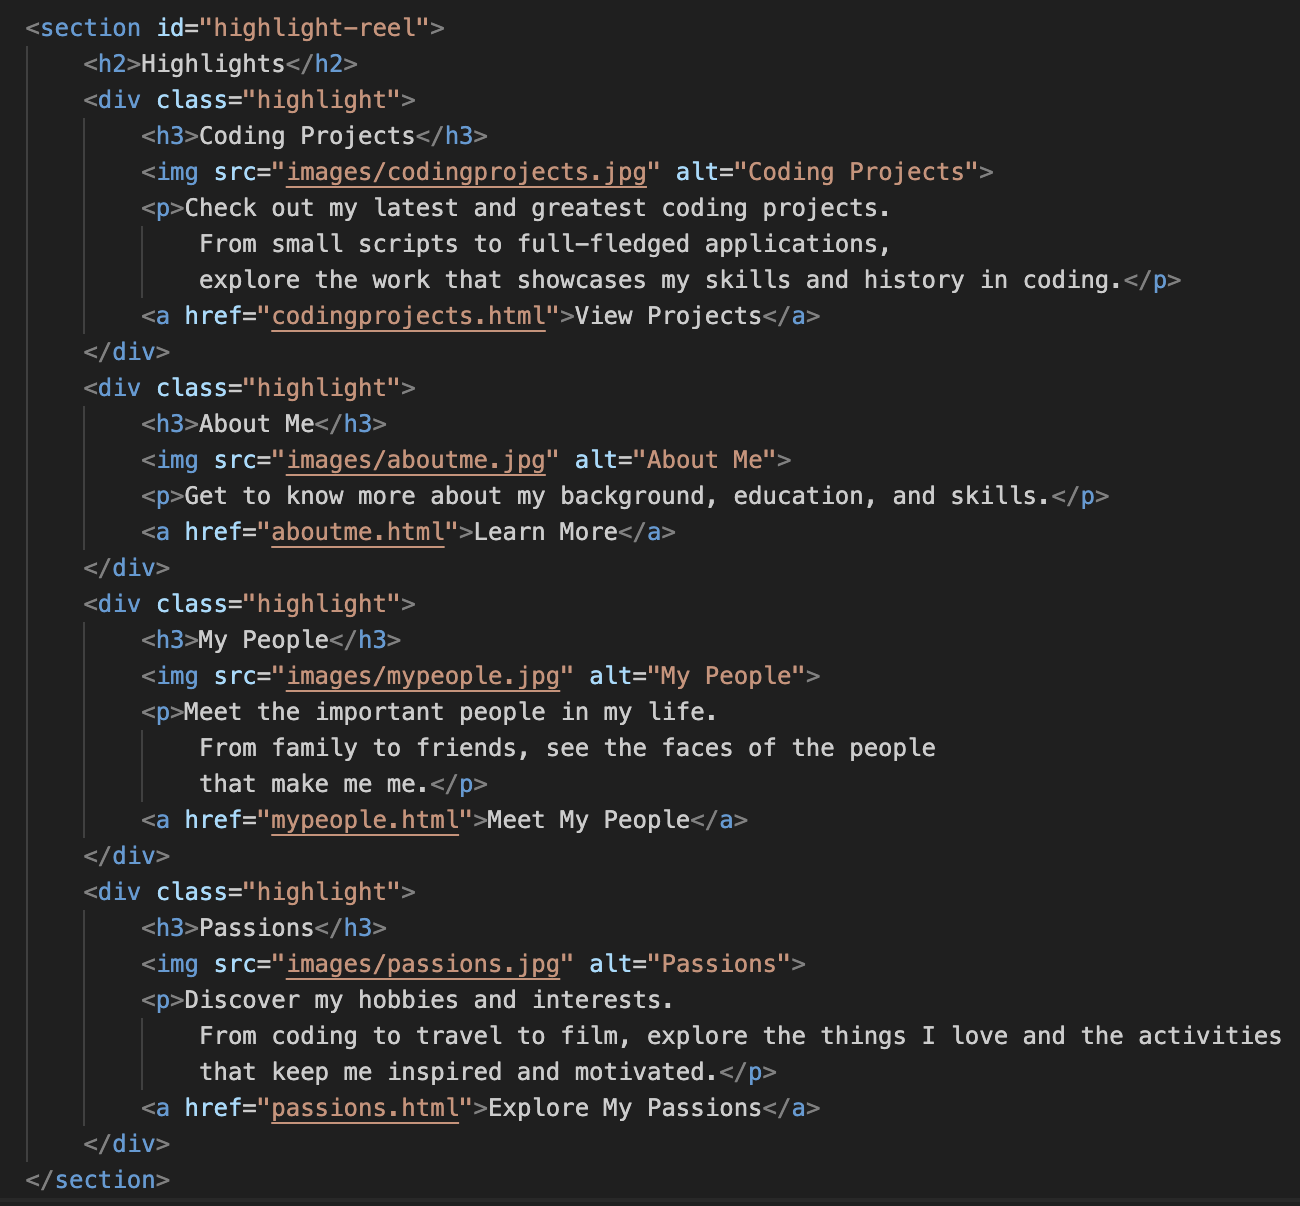 <section id="highlight-reel">
    <h2>Highlights</h2>
    <div class="highlight">
        <h3>Coding Projects</h3>
        <img src="images/codingprojects.jpg" alt="Coding Projects">
        <p>Check out my latest and greatest coding projects.
            From small scripts to full-fledged applications,
            explore the work that showcases my skills and history in coding.</p>
        <a href="codingprojects.html">View Projects</a>
    </div>
    <div class="highlight">
        <h3>About Me</h3>
        <img src="images/aboutme.jpg" alt="About Me">
        <p>Get to know more about my background, education, and skills.</p>
        <a href="aboutme.html">Learn More</a>
    </div>
    <div class="highlight">
        <h3>My People</h3>
        <img src="images/mypeople.jpg" alt="My People">
        <p>Meet the important people in my life.
            From family to friends, see the faces of the people
            that make me me.</p>
        <a href="mypeople.html">Meet My People</a>
    </div>
    <div class="highlight">
        <h3>Passions</h3>
        <img src="images/passions.jpg" alt="Passions">
        <p>Discover my hobbies and interests.
            From coding to travel to film, explore the things I love and the activities
            that keep me inspired and motivated.</p>
        <a href="passions.html">Explore My Passions</a>
    </div>
</section>